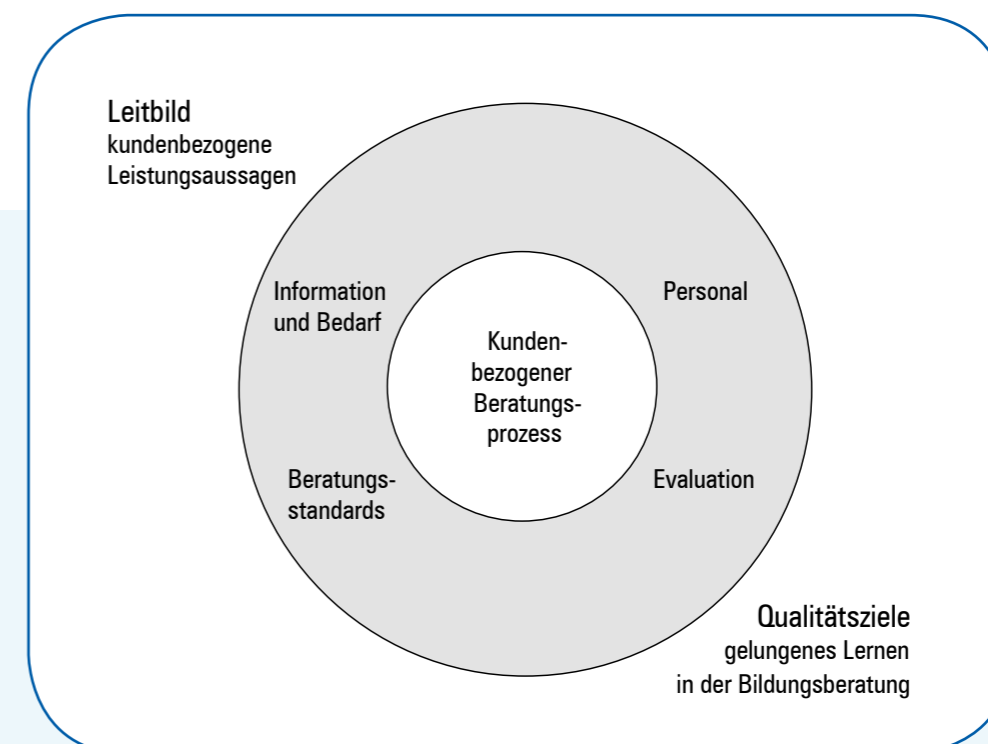 Leitbild
kundenbezogene
Leistungsaussagen
Information
und Bedarf
Personal
Kunden-
bezogener
Beratungs-
prozess
Beratungs-
standards
Evaluation
Qualitätsziele
gelungenes Lernen
in der Bildungsberatung